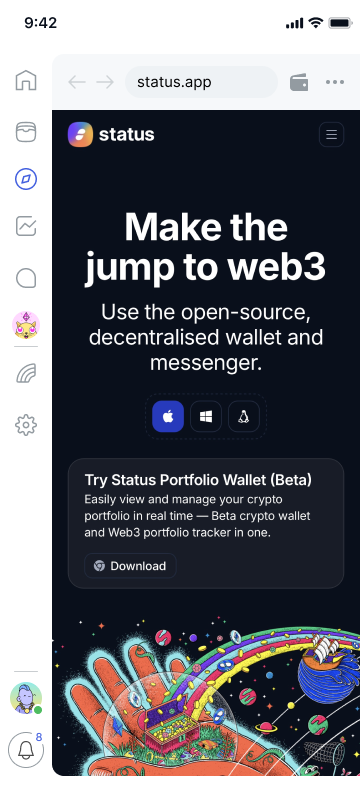 9:42
status.app
status
Make the
jump to web3
Use the open-source,
decentralised wallet and
messenger.
Try Status Portfolio Wallet (Beta)
Easily view and manage your crypto
portfolio in real time — Beta crypto wallet
and Web3 portfolio tracker in one.
Download
8